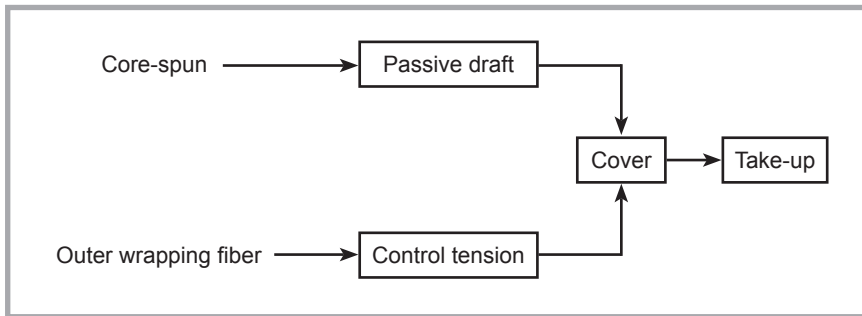 Core-spun
Passive draft
Cover
Take-up
Outer wrapping fiber
Control tension